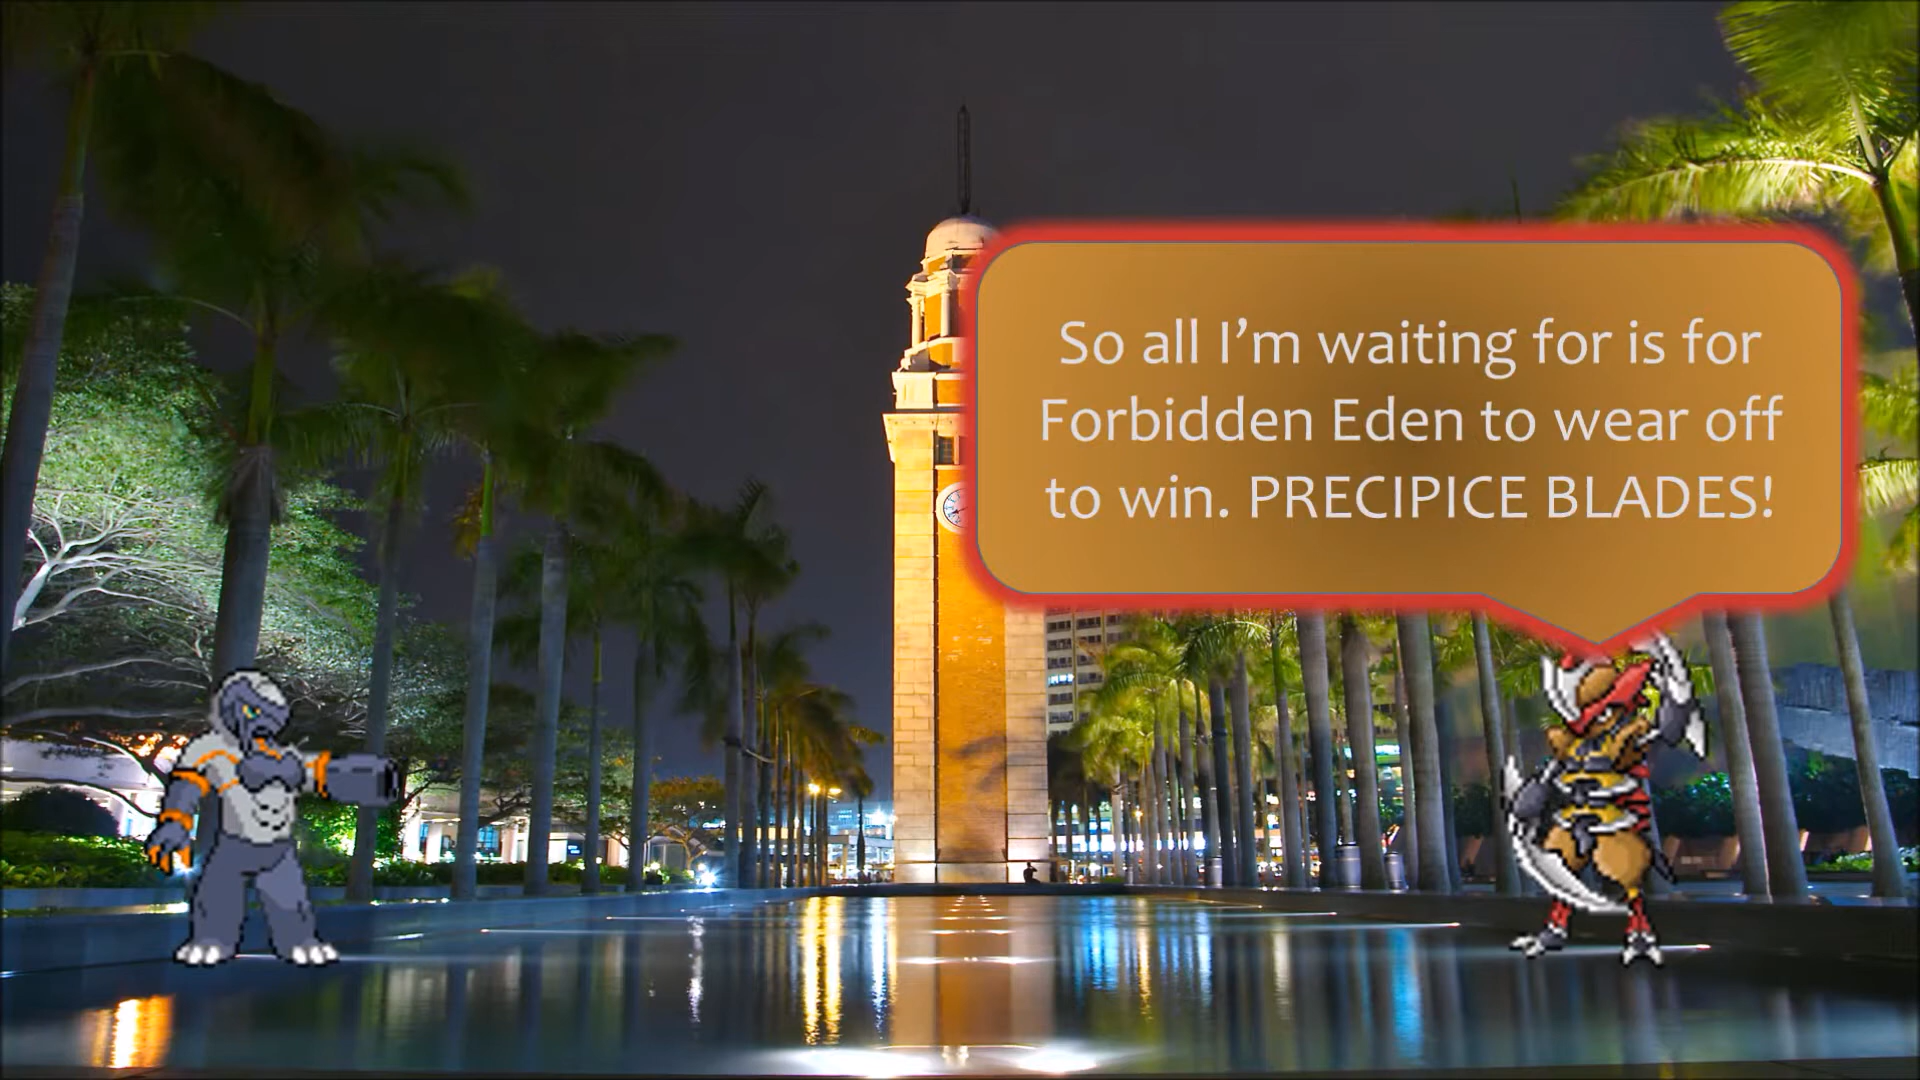 So all I’m waiting for is for
Forbidden Eden to wear off
to win. PRECIPICE BLADES!